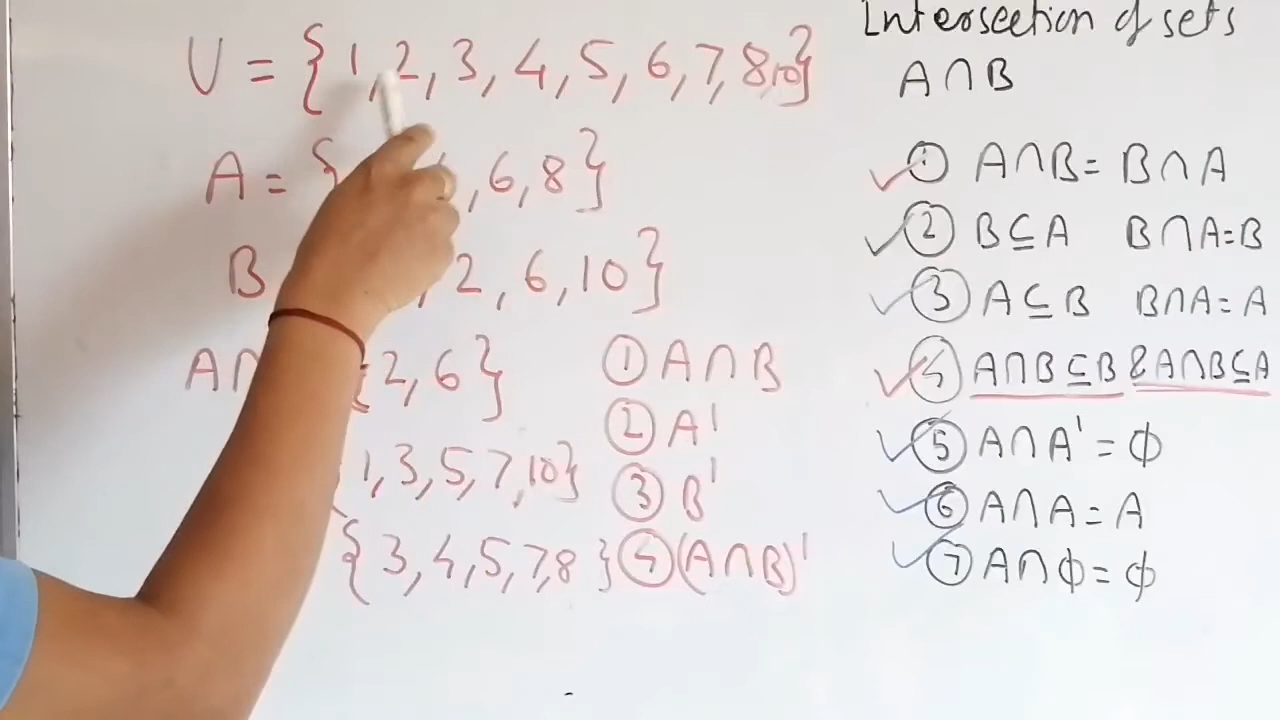 Intersection of sets
A∩B
U = {1,2,3,4,5,6,7,8,10}
A = { ,6,8}
B , 2,6,10}
A∩ {2,6}
1,3,5,7,10}
{3,4,5,7,8}
① A∩B
② A'
③ B'
④ (A∩B)'
① A∩B = B∩A
② B⊆A B∩A=B
③ A⊆B B∩A=A
④ A∩B⊆B & A∩B⊆A
⑤ A∩A' = ϕ
⑥ A∩A = A
⑦ A∩ϕ = ϕ